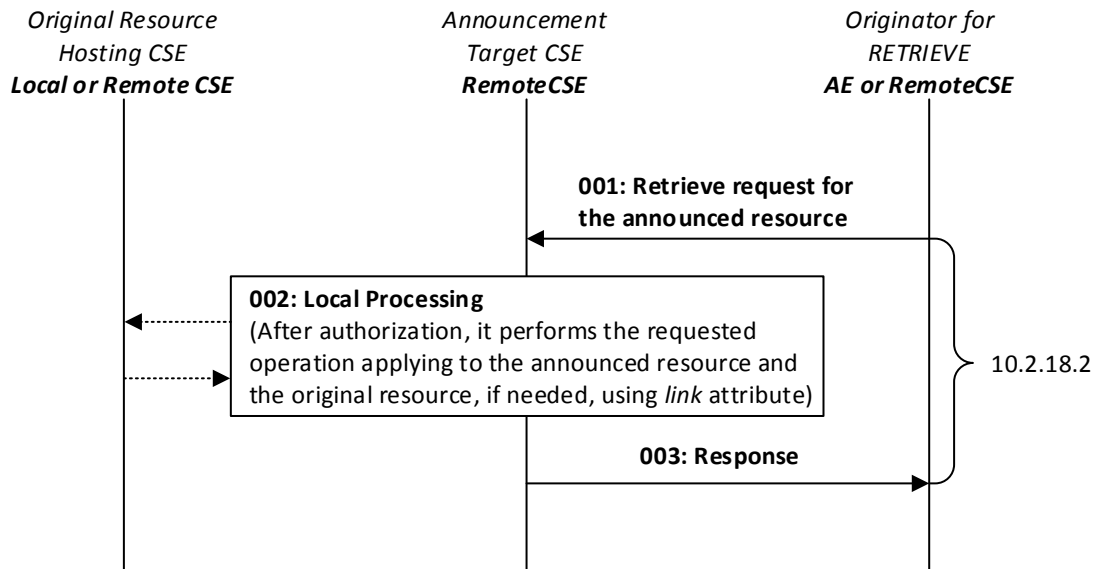 Original Resource
Hosting CSE
Local or Remote CSE
Announcement
Target CSE
RemoteCSE
Originator for
RETRIEVE
AE or RemoteCSE
001: Retrieve request for
the announced resource
002: Local Processing
(After authorization, it performs the requested
operation applying to the announced resource and
the original resource, if needed, using link attribute)
10.2.18.2
003: Response